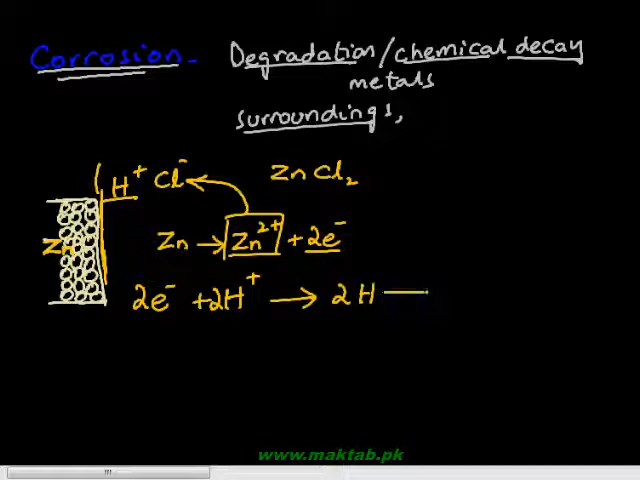 Corrosion - Degradation/chemical decay
metals
surroundings,
H⁺ Cl⁻ ZnCl₂
Zn Zn → Zn²⁺ + 2e⁻
2e⁻ + 2H⁺ → 2H —
www.maktab.pk